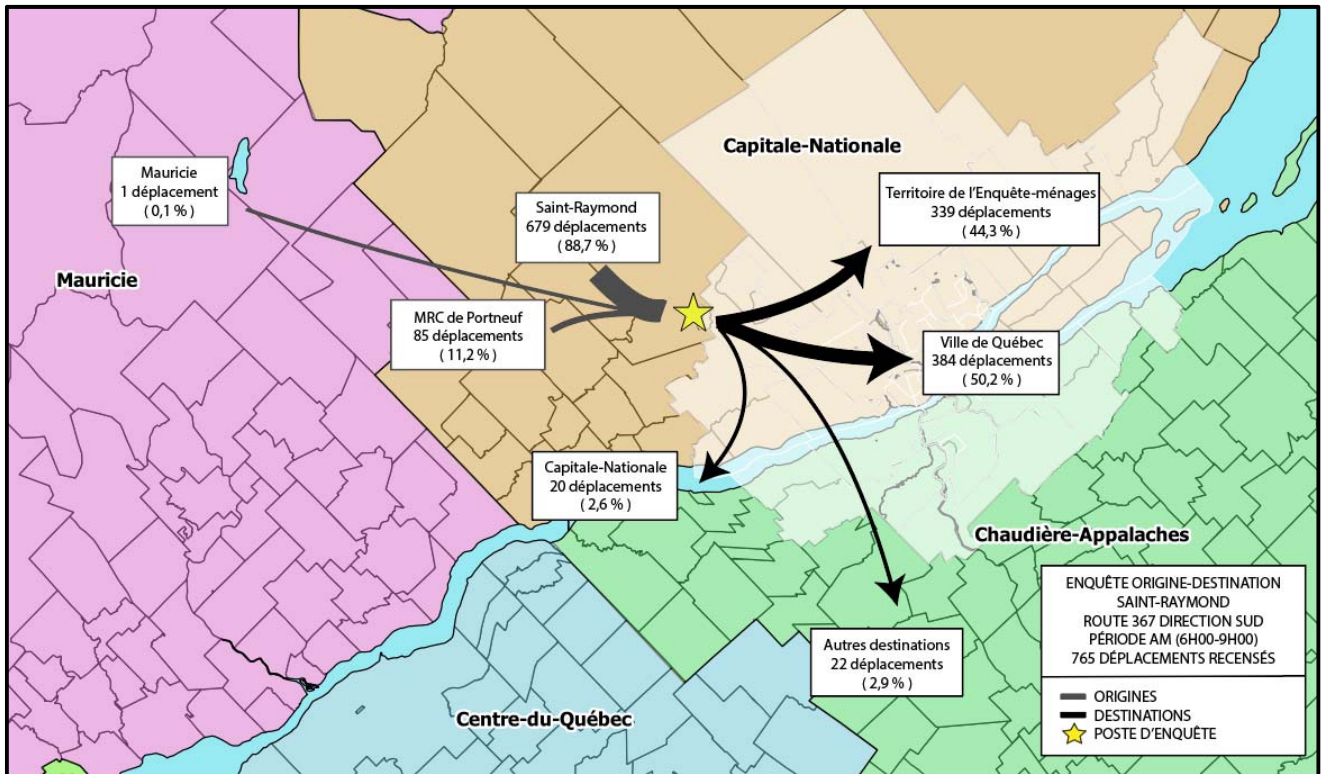 Capitale-Nationale
Mauricie
1 déplacement
( 0,1 % )
Saint-Raymond
679 déplacements
( 88,7 % )
Territoire de l'Enquête-ménages
339 déplacements
( 44,3 % )
Mauricie
MRC de Portneuf
85 déplacements
( 11,2 % )
Ville de Québec
384 déplacements
( 50,2 % )
Capitale-Nationale
20 déplacements
( 2,6 % )
Chaudière-Appalaches
Autres destinations
22 déplacements
( 2,9 % )
Centre-du-Québec
ENQUÊTE ORIGINE-DESTINATION
SAINT-RAYMOND
ROUTE 367 DIRECTION SUD
PÉRIODE AM (6H00-9H00)
765 DÉPLACEMENTS RECENSÉS
ORIGINES
DESTINATIONS
POSTE D'ENQUÊTE